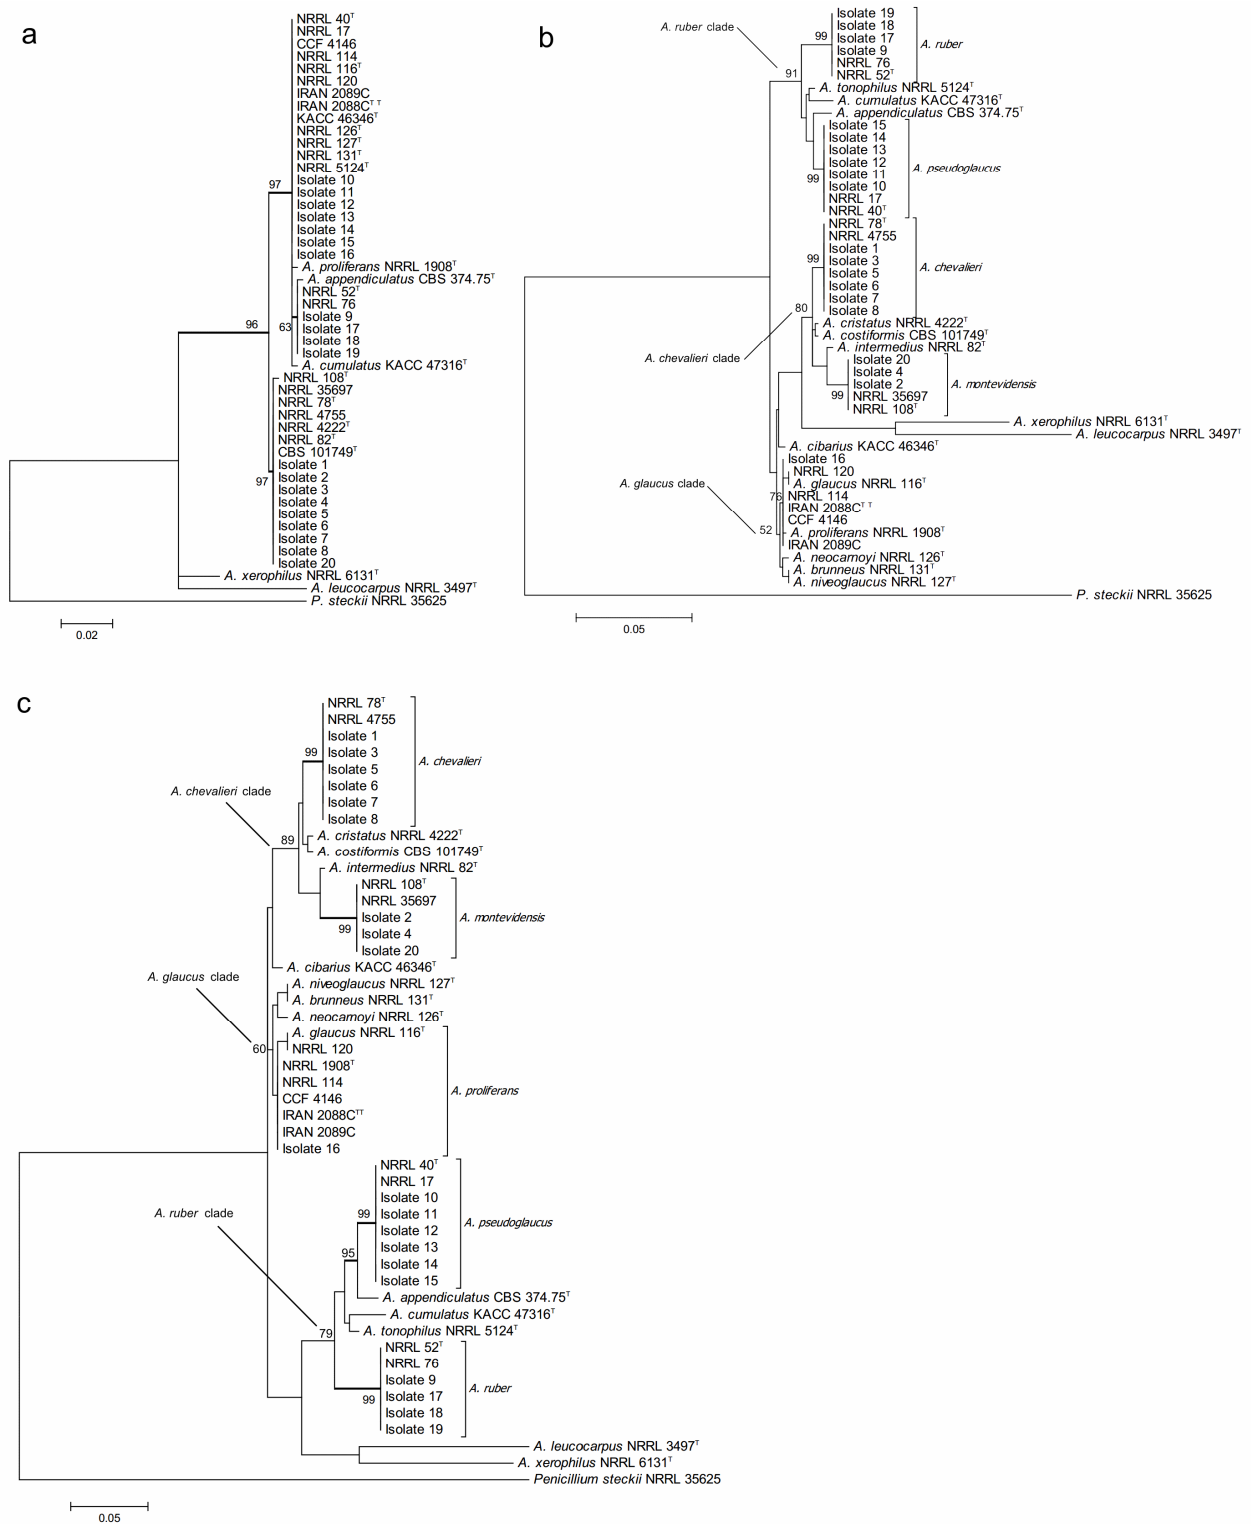 a
NRRL 40ᵀ
NRRL 17
CCF 4146
NRRL 114
NRRL 116ᵀ
NRRL 120
IRAN 2089C
IRAN 2088Cᵀ ᵀ
KACC 46346ᵀ
NRRL 126ᵀ
NRRL 127ᵀ
NRRL 131ᵀ
NRRL 5124ᵀ
Isolate 10
97
Isolate 11
Isolate 12
Isolate 13
Isolate 14
Isolate 15
Isolate 16
A. proliferans NRRL 1908ᵀ
A. appendiculatus CBS 374.75ᵀ
NRRL 52ᵀ
NRRL 76
Isolate 9
96
63
Isolate 17
Isolate 18
Isolate 19
A. cumulatus KACC 47316ᵀ
NRRL 108ᵀ
NRRL 35697
NRRL 78ᵀ
NRRL 4755
NRRL 4222ᵀ
NRRL 82ᵀ
CBS 101749ᵀ
Isolate 1
Isolate 2
97
Isolate 3
Isolate 4
Isolate 5
Isolate 6
Isolate 7
Isolate 8
Isolate 20
A. xerophilus NRRL 6131ᵀ
A. leucocarpus NRRL 3497ᵀ
P. steckii NRRL 35625
0.02
b
Isolate 19
Isolate 18
A. ruber clade
99
Isolate 17
A. ruber
Isolate 9
NRRL 76
91
NRRL 52ᵀ
A. tonophilus NRRL 5124ᵀ
A. cumulatus KACC 47316ᵀ
A. appendiculatus CBS 374.75ᵀ
Isolate 15
Isolate 14
Isolate 13
Isolate 12
A. pseudoglaucus
99
Isolate 11
Isolate 10
NRRL 17
NRRL 40ᵀ
NRRL 78ᵀ
NRRL 4755
Isolate 1
99
Isolate 3
A. chevalieri
Isolate 5
Isolate 6
Isolate 7
80
Isolate 8
A. cristatus NRRL 4222ᵀ
A. costiformis CBS 101749ᵀ
A. intermedius NRRL 82ᵀ
A. chevalieri clade
Isolate 20
Isolate 4
Isolate 2
A. montevidensis
99
NRRL 35697
NRRL 108ᵀ
A. xerophilus NRRL 6131ᵀ
A. leucocarpus NRRL 3497ᵀ
A. cibarius KACC 46346ᵀ
Isolate 16
NRRL 120
A. glaucus clade
A. glaucus NRRL 116ᵀ
76
NRRL 114
IRAN 2088Cᵀ ᵀ
CCF 4146
52
A. proliferans NRRL 1908ᵀ
IRAN 2089C
A. neocarnoyi NRRL 126ᵀ
A. brunneus NRRL 131ᵀ
A. niveoglaucus NRRL 127ᵀ
P. steckii NRRL 35625
0.05
c
NRRL 78ᵀ
NRRL 4755
Isolate 1
99
Isolate 3
A. chevalieri
Isolate 5
Isolate 6
A. chevalieri clade
Isolate 7
Isolate 8
89
A. cristatus NRRL 4222ᵀ
A. costiformis CBS 101749ᵀ
A. intermedius NRRL 82ᵀ
NRRL 108ᵀ
NRRL 35697
Isolate 2
A. montevidensis
99
Isolate 4
Isolate 20
A. cibarius KACC 46346ᵀ
A. glaucus clade
A. niveoglaucus NRRL 127ᵀ
A. brunneus NRRL 131ᵀ
A. neocarnoyi NRRL 126ᵀ
A. glaucus NRRL 116ᵀ
60
NRRL 120
NRRL 1908ᵀ
NRRL 114
A. proliferans
CCF 4146
IRAN 2088Cᵀᵀ
IRAN 2089C
Isolate 16
NRRL 40ᵀ
NRRL 17
Isolate 10
A. ruber clade
99
Isolate 11
A. pseudoglaucus
Isolate 12
95
Isolate 13
Isolate 14
Isolate 15
A. appendiculatus CBS 374.75ᵀ
A. cumulatus KACC 47316ᵀ
79
A. tonophilus NRRL 5124ᵀ
NRRL 52ᵀ
NRRL 76
Isolate 9
A. ruber
99
Isolate 17
Isolate 18
Isolate 19
A. leucocarpus NRRL 3497ᵀ
A. xerophilus NRRL 6131ᵀ
Penicillium steckii NRRL 35625
0.05